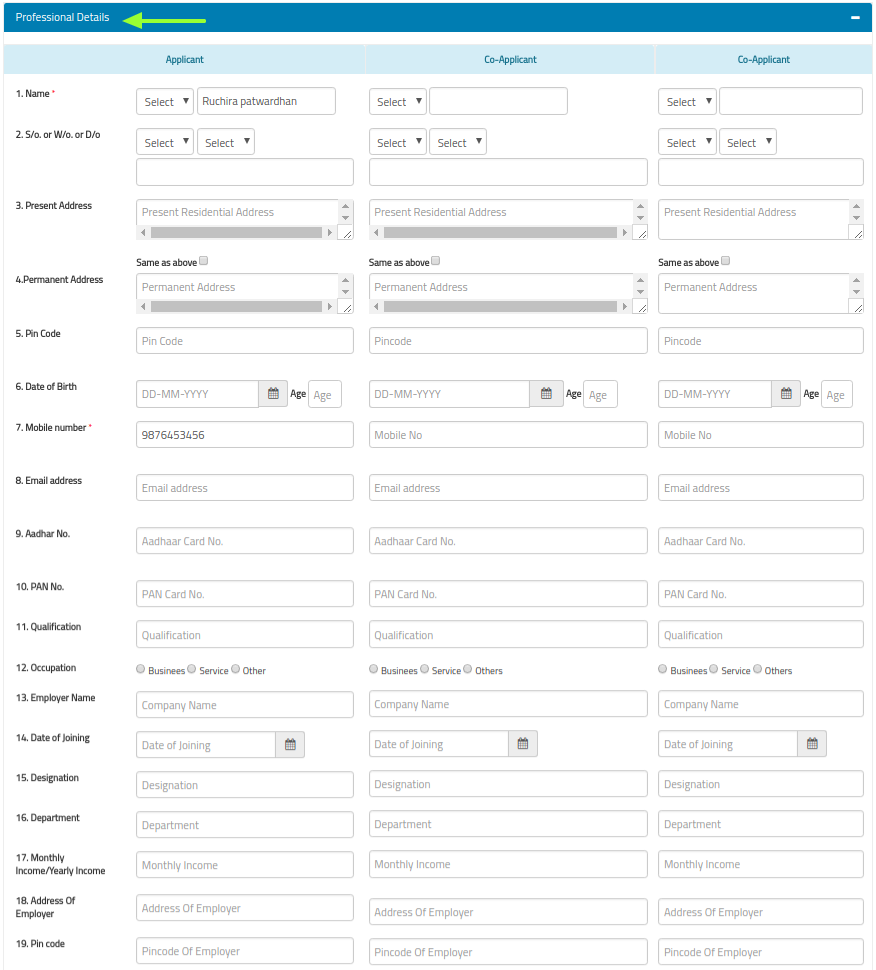 Professional Details
Applicant Co-Applicant Co-Applicant
1. Name * Select Ruchira patwardhan Select Select
2. S/o. or W/o. or D/o Select Select Select Select Select Select
3. Present Address Present Residential Address Present Residential Address Present Residential Address
Same as above Same as above Same as above
4.Permanent Address Permanent Address Permanent Address Permanent Address
5. Pin Code Pin Code Pincode Pincode
6. Date of Birth DD-MM-YYYY Age Age DD-MM-YYYY Age Age DD-MM-YYYY Age Age
7. Mobile number * 9876453456 Mobile No Mobile No
8. Email address Email address Email address Email address
9. Aadhar No. Aadhaar Card No. Aadhaar Card No. Aadhaar Card No.
10. PAN No. PAN Card No. PAN Card No. PAN Card No.
11. Qualification Qualification Qualification Qualification
12. Occupation Businees Service Other Businees Service Others Businees Service Others
13. Employer Name Company Name Company Name Company Name
14. Date of Joining Date of Joining Date of Joining Date of Joining
15. Designation Designation Designation Designation
16. Department Department Department Department
17. Monthly
Income/Yearly Income Monthly Income Monthly Income Monthly Income
18. Address Of
Employer Address Of Employer Address Of Employer Address Of Employer
19. Pin code Pincode Of Employer Pincode Of Employer Pincode Of Employer